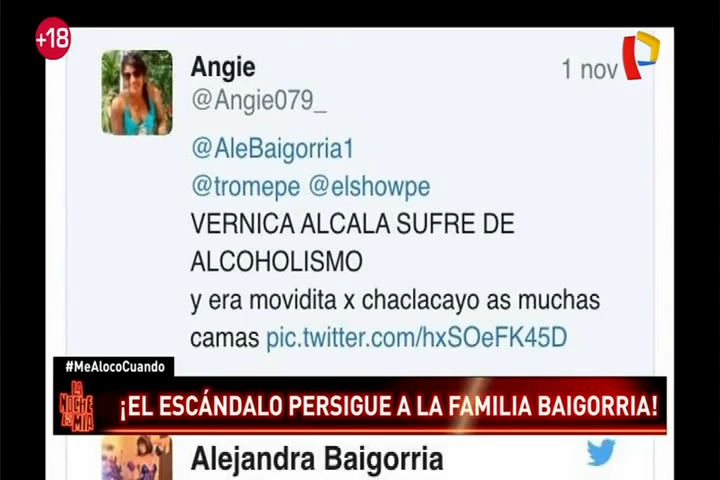 +18
Angie
1 nov
@Angie079_
@AleBaigorria1
@tromepe @elshowpe
VERNICA ALCALA SUFRE DE
ALCOHOLISMO
y era movidita x chaclacayo as muchas
camas pic.twitter.com/hxSOeFK45D
#MeAlocoCuando
LA
NOCHE
ES
MIA
¡EL ESCÁNDALO PERSIGUE A LA FAMILIA BAIGORRIA!
Alejandra Baigorria